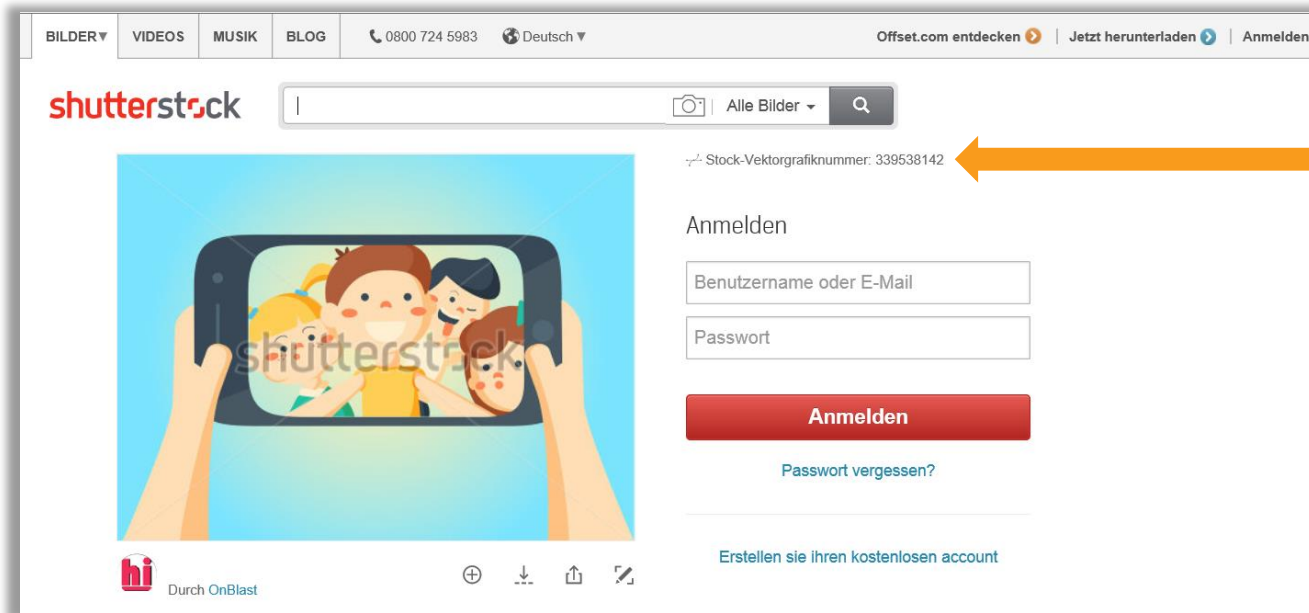 BILDER▼ VIDEOS MUSIK BLOG 0800 724 5983 Deutsch ▼ Offset.com entdecken | Jetzt herunterladen | Anmelden
shutterstock Alle Bilder
Stock-Vektorgrafiknummer: 339538142
Anmelden
Benutzername oder E-Mail
Passwort
shutterstock
Anmelden
Passwort vergessen?
Erstellen sie ihren kostenlosen account
hi
Durch OnBlast